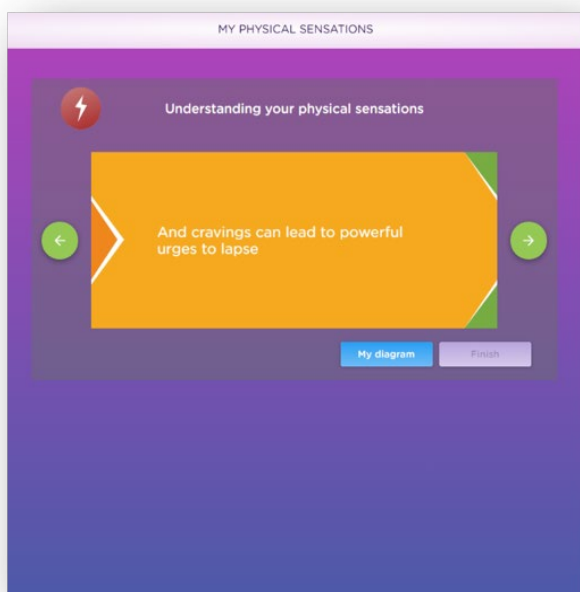 MY PHYSICAL SENSATIONS
Understanding your physical sensations
And cravings can lead to powerful
urges to lapse
My diagram
Finish